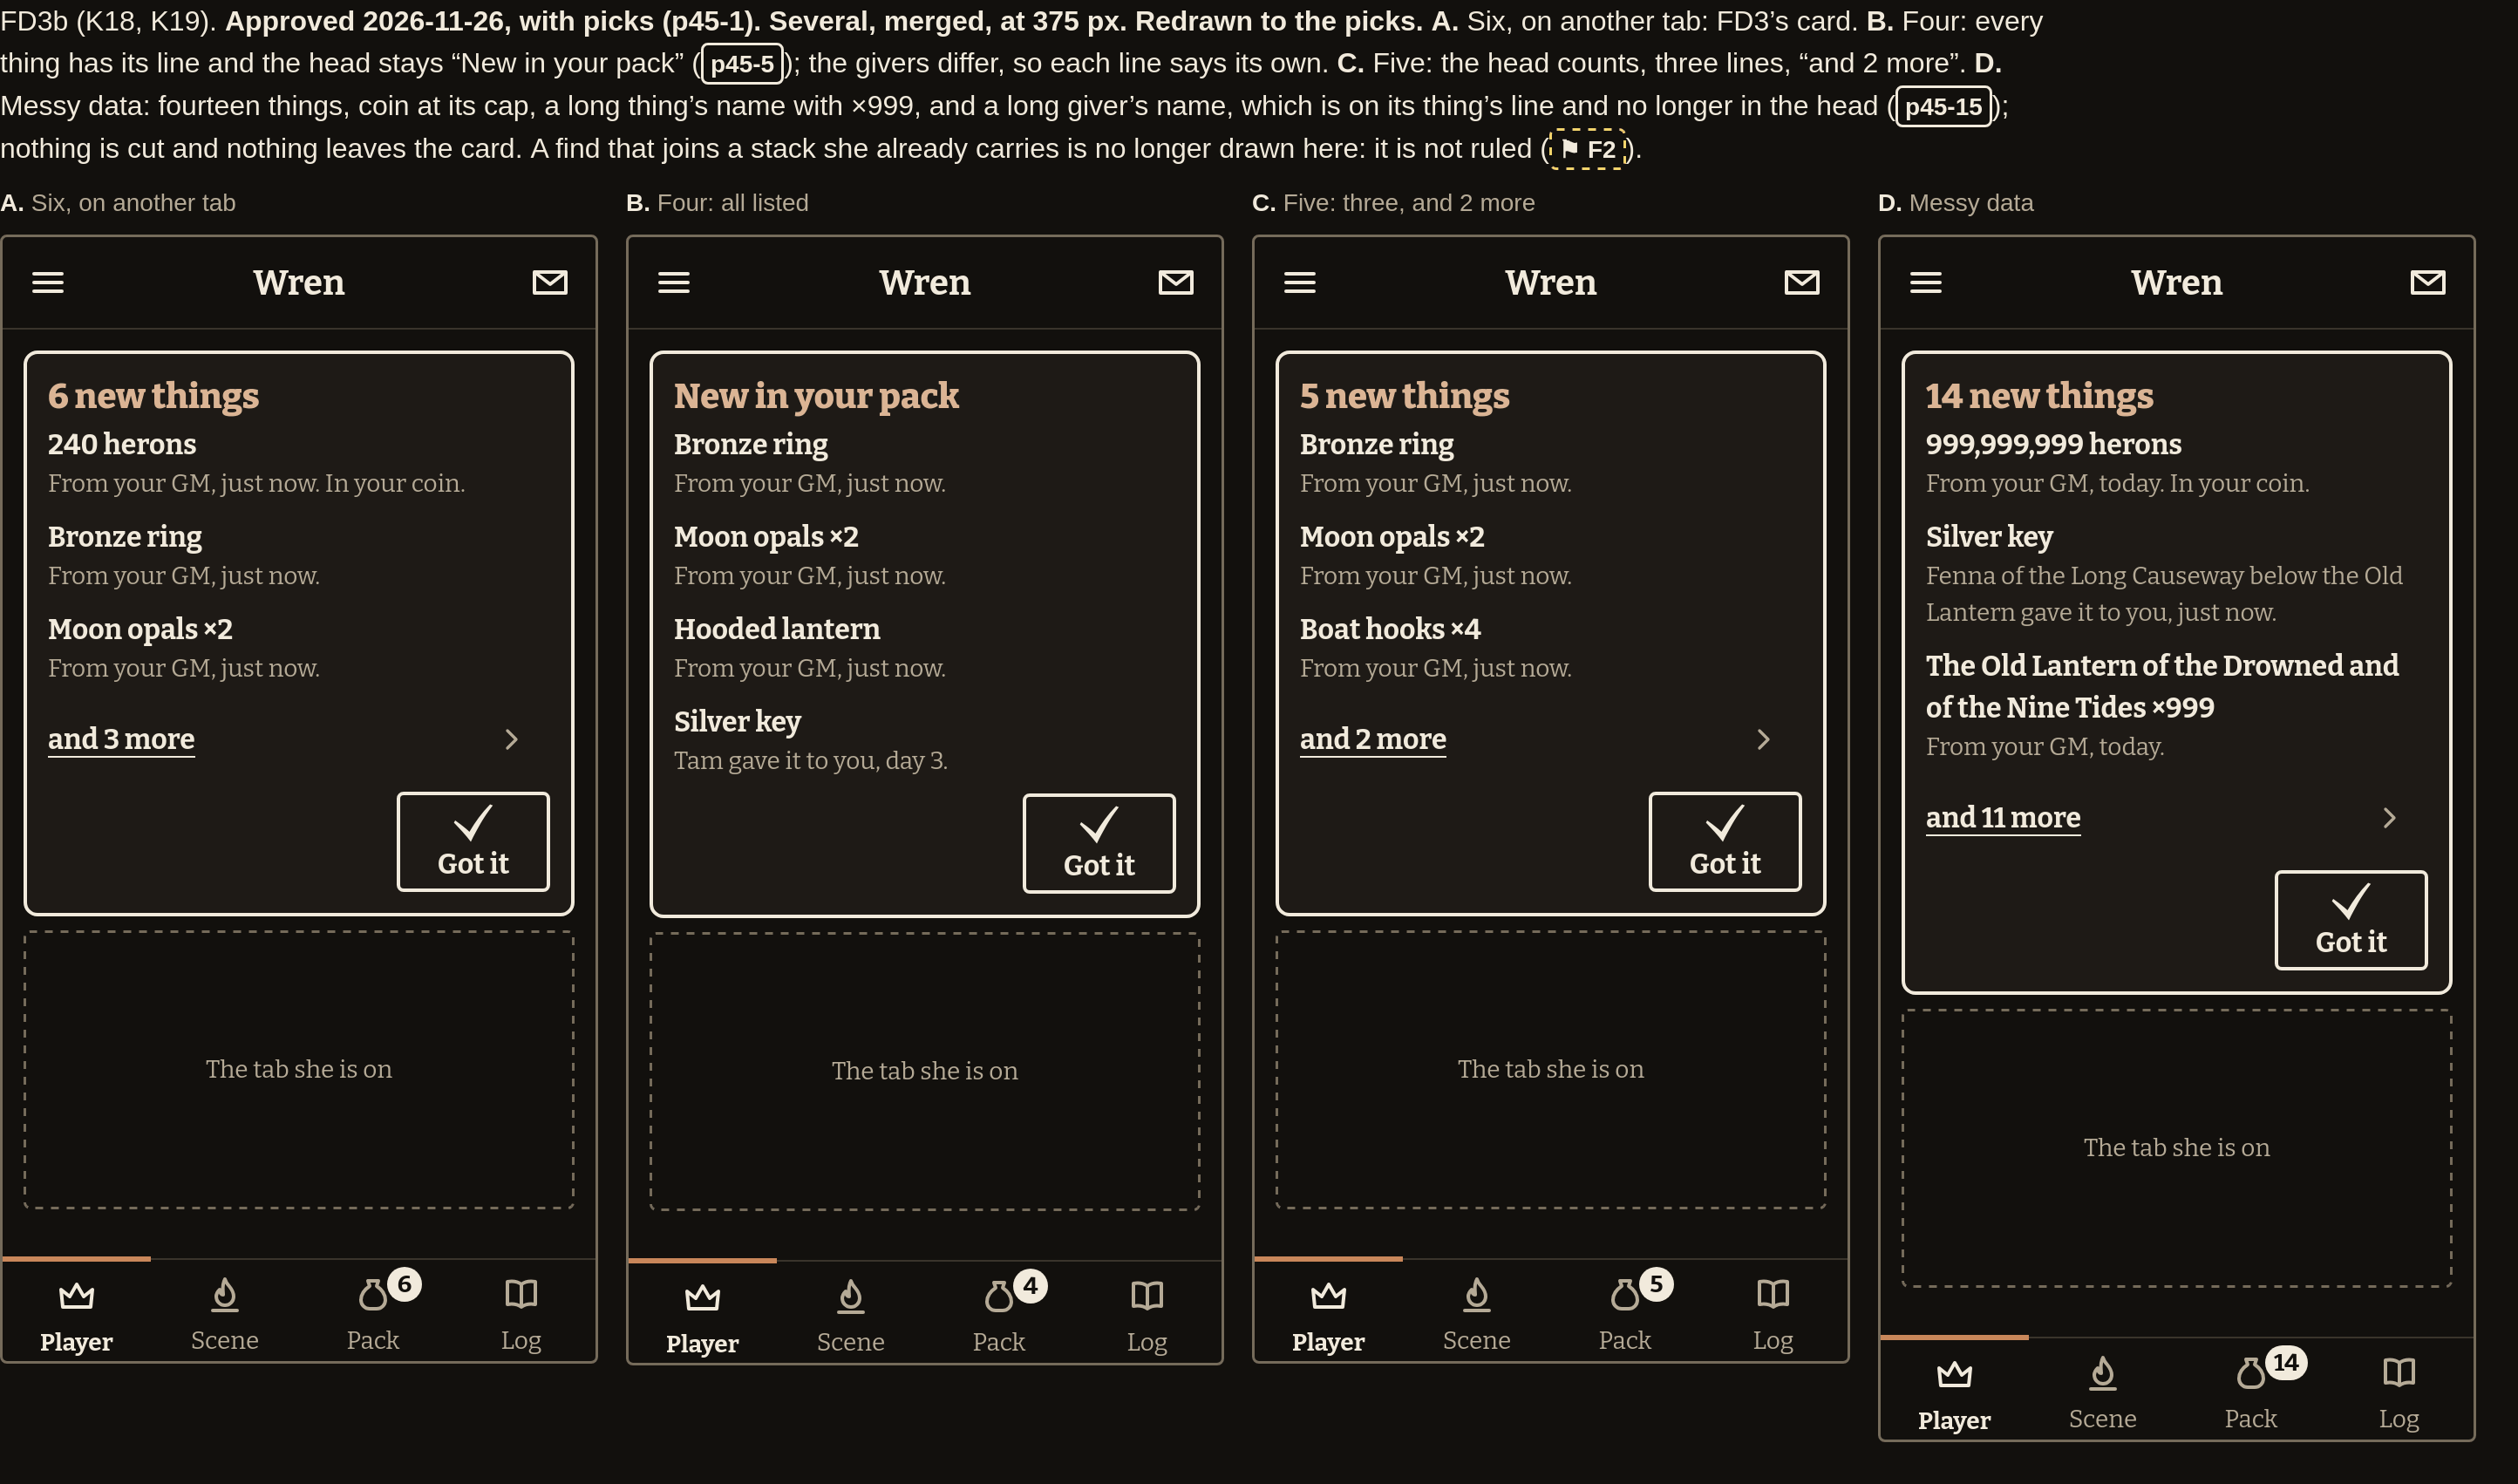 FD3b (K18, K19). Approved 2026-11-26, with picks (p45-1). Several, merged, at 375 px. Redrawn to the picks. A. Six, on another tab: FD3’s card. B. Four: every
thing has its line and the head stays “New in your pack” (p45-5); the givers differ, so each line says its own. C. Five: the head counts, three lines, “and 2 more”. D.
Messy data: fourteen things, coin at its cap, a long thing’s name with ×999, and a long giver’s name, which is on its thing’s line and no longer in the head (p45-15);
nothing is cut and nothing leaves the card. A find that joins a stack she already carries is no longer drawn here: it is not ruled (⚑ F2).
A. Six, on another tab
Wren
6 new things
240 herons
From your GM, just now. In your coin.
Bronze ring
From your GM, just now.
Moon opals ×2
From your GM, just now.
and 3 more
Got it
The tab she is on
6
Player
Scene
Pack
Log
B. Four: all listed
Wren
New in your pack
Bronze ring
From your GM, just now.
Moon opals ×2
From your GM, just now.
Hooded lantern
From your GM, just now.
Silver key
Tam gave it to you, day 3.
Got it
The tab she is on
4
Player
Scene
Pack
Log
C. Five: three, and 2 more
Wren
5 new things
Bronze ring
From your GM, just now.
Moon opals ×2
From your GM, just now.
Boat hooks ×4
From your GM, just now.
and 2 more
Got it
The tab she is on
5
Player
Scene
Pack
Log
D. Messy data
Wren
14 new things
999,999,999 herons
From your GM, today. In your coin.
Silver key
Fenna of the Long Causeway below the Old
Lantern gave it to you, just now.
The Old Lantern of the Drowned and
of the Nine Tides ×999
From your GM, today.
and 11 more
Got it
The tab she is on
14
Player
Scene
Pack
Log